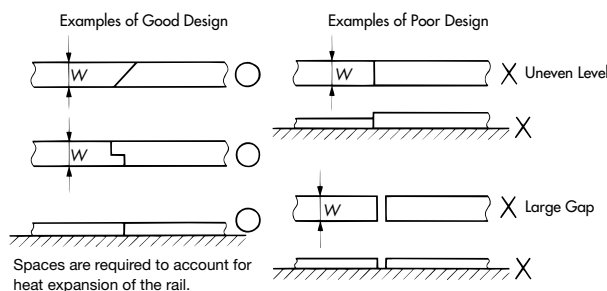 Examples of Good Design
W
W
Spaces are required to account for
heat expansion of the rail.
Examples of Poor Design
W
Uneven Level
W
Large Gap